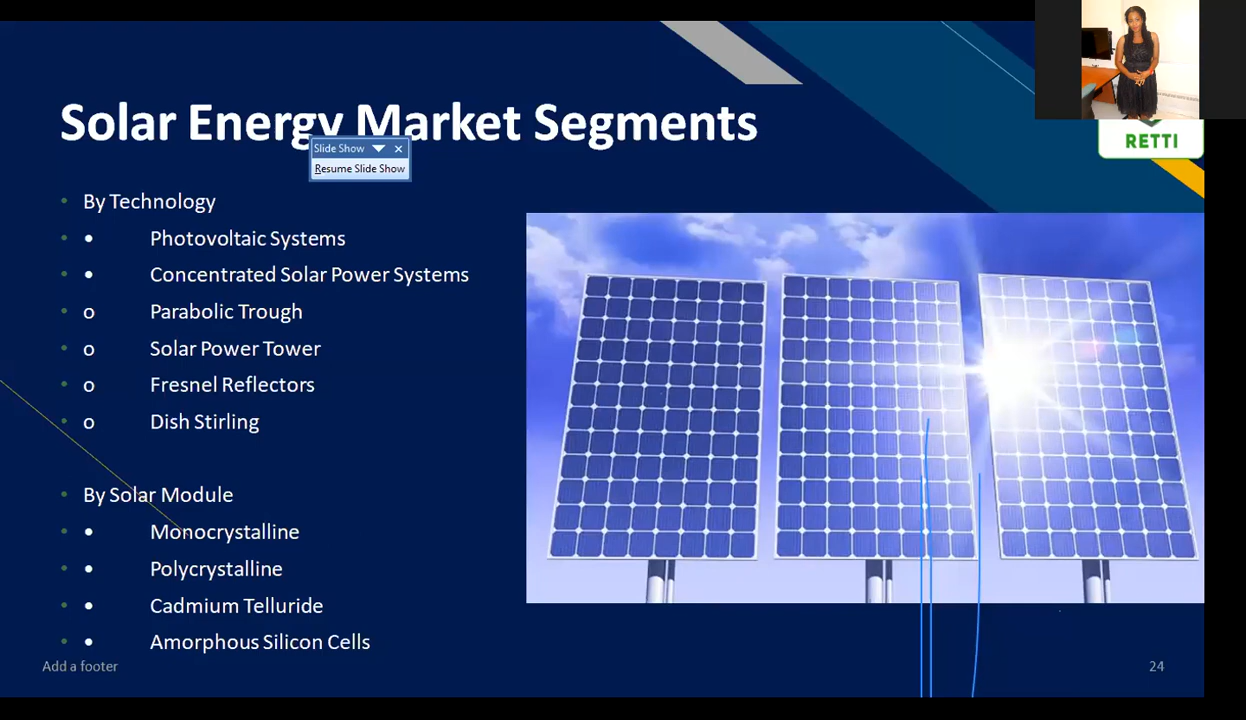 Solar Energy Market Segments
Slide Show
Resume Slide Show
RETTI
• By Technology
• • Photovoltaic Systems
• • Concentrated Solar Power Systems
• o Parabolic Trough
• o Solar Power Tower
• o Fresnel Reflectors
• o Dish Stirling
• By Solar Module
• • Monocrystalline
• • Polycrystalline
• • Cadmium Telluride
• • Amorphous Silicon Cells
Add a footer
24